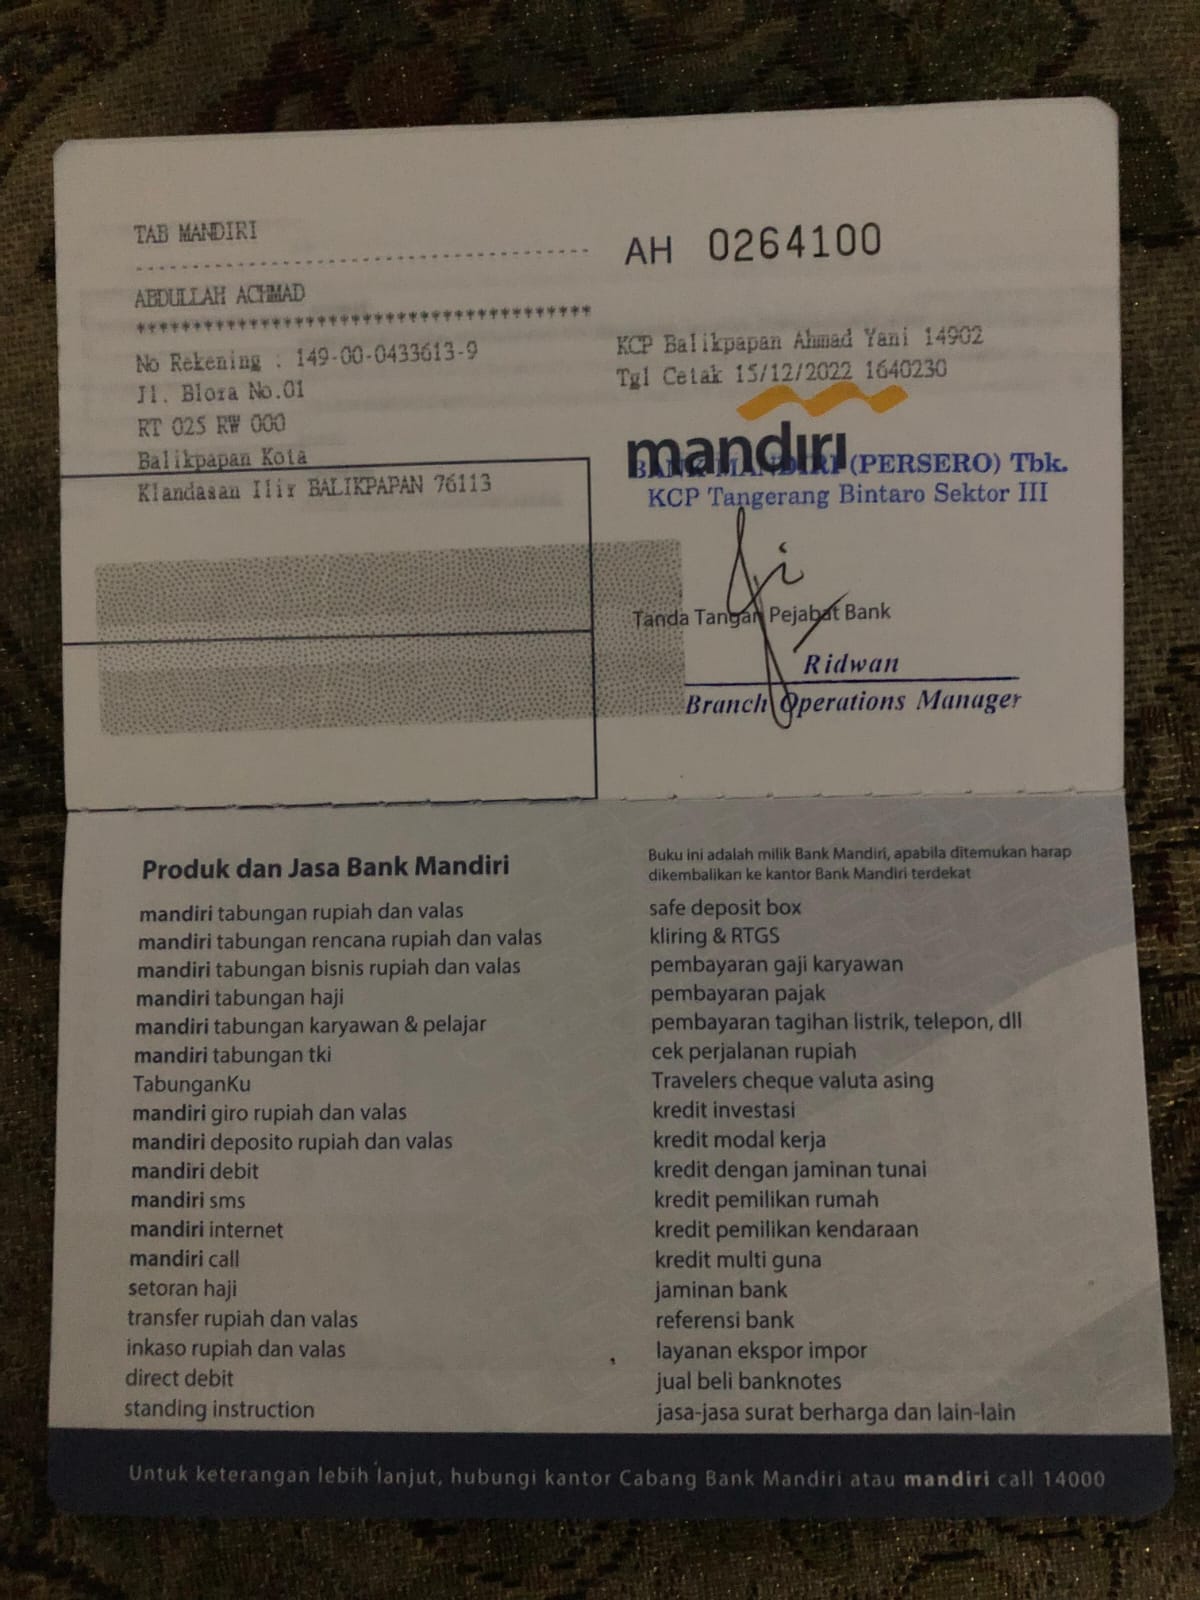 TAB MANDIRI
AH 0264100
ABDULLAH ACHMAD
***************************************
No Rekening : 149-00-0433613-9
Jl. Blora No.01
RT 025 RW 000
Balikpapan Kota
Klandasan Ilir BALIKPAPAN 76113
KCP Balikpapan Ahmad Yani 14902
Tgl Cetak 15/12/2022 1640230
mandiri
BANK MANDIRI (PERSERO) Tbk.
KCP Tangerang Bintaro Sektor III
Tanda Tangan Pejabat Bank
Ridwan
Branch Operations Manager
Produk dan Jasa Bank Mandiri
mandiri tabungan rupiah dan valas
mandiri tabungan rencana rupiah dan valas
mandiri tabungan bisnis rupiah dan valas
mandiri tabungan haji
mandiri tabungan karyawan & pelajar
mandiri tabungan tki
TabunganKu
mandiri giro rupiah dan valas
mandiri deposito rupiah dan valas
mandiri debit
mandiri sms
mandiri internet
mandiri call
setoran haji
transfer rupiah dan valas
inkaso rupiah dan valas
direct debit
standing instruction
Buku ini adalah milik Bank Mandiri, apabila ditemukan harap
dikembalikan ke kantor Bank Mandiri terdekat
safe deposit box
kliring & RTGS
pembayaran gaji karyawan
pembayaran pajak
pembayaran tagihan listrik, telepon, dll
cek perjalanan rupiah
Travelers cheque valuta asing
kredit investasi
kredit modal kerja
kredit dengan jaminan tunai
kredit pemilikan rumah
kredit pemilikan kendaraan
kredit multi guna
jaminan bank
referensi bank
layanan ekspor impor
jual beli banknotes
jasa-jasa surat berharga dan lain-lain
Untuk keterangan lebih lanjut, hubungi kantor Cabang Bank Mandiri atau mandiri call 14000